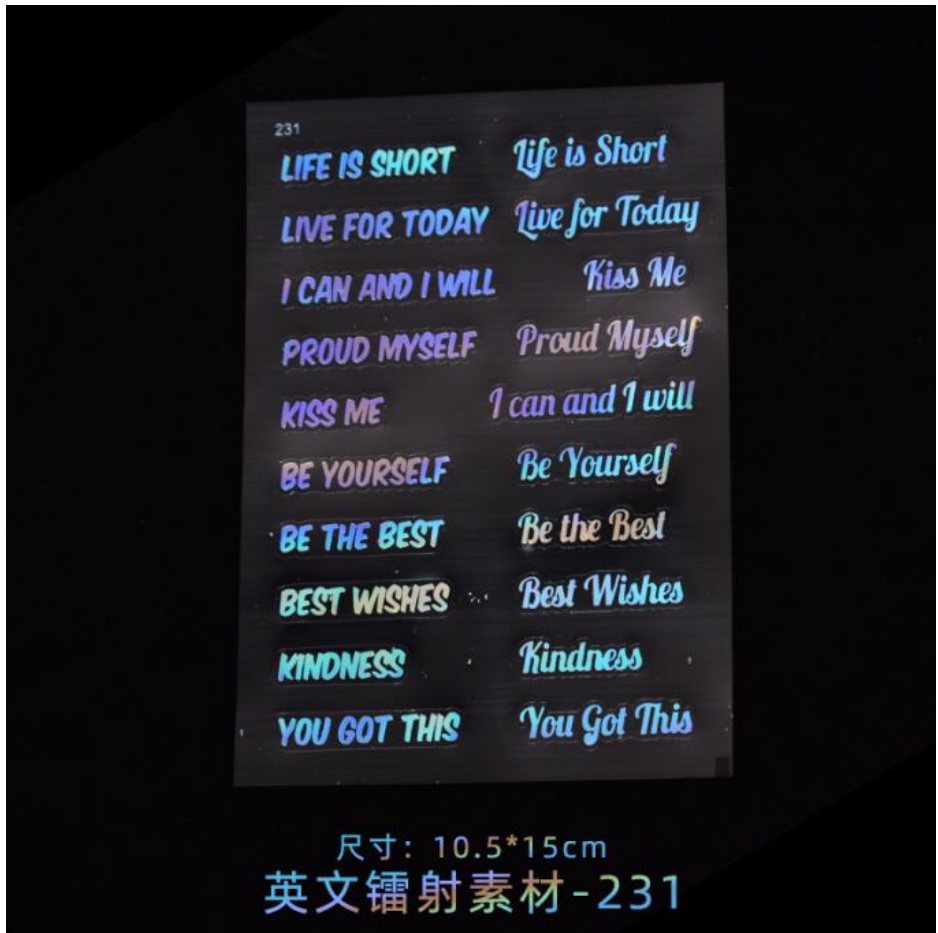 231
LIFE IS SHORT Life is Short
LIVE FOR TODAY Live for Today
I CAN AND I WILL Kiss Me
PROUD MYSELF Proud Myself
KISS ME I can and I will
BE YOURSELF Be Yourself
BE THE BEST Be the Best
BEST WISHES Best Wishes
KINDNESS Kindness
YOU GOT THIS You Got This
尺寸：10.5*15cm
英文镭射素材-231